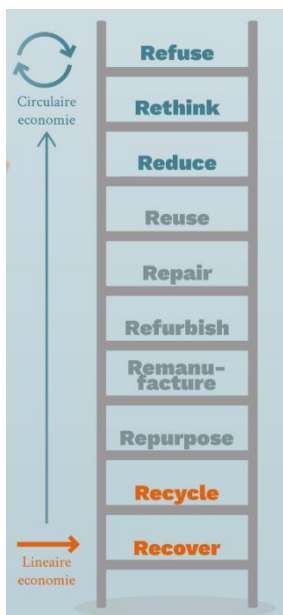 Refuse
Circulaire
economie
Rethink
Reduce
Reuse
Repair
Refurbish
Remanu-
facture
Repurpose
Recycle
Recover
Lineaire
economie